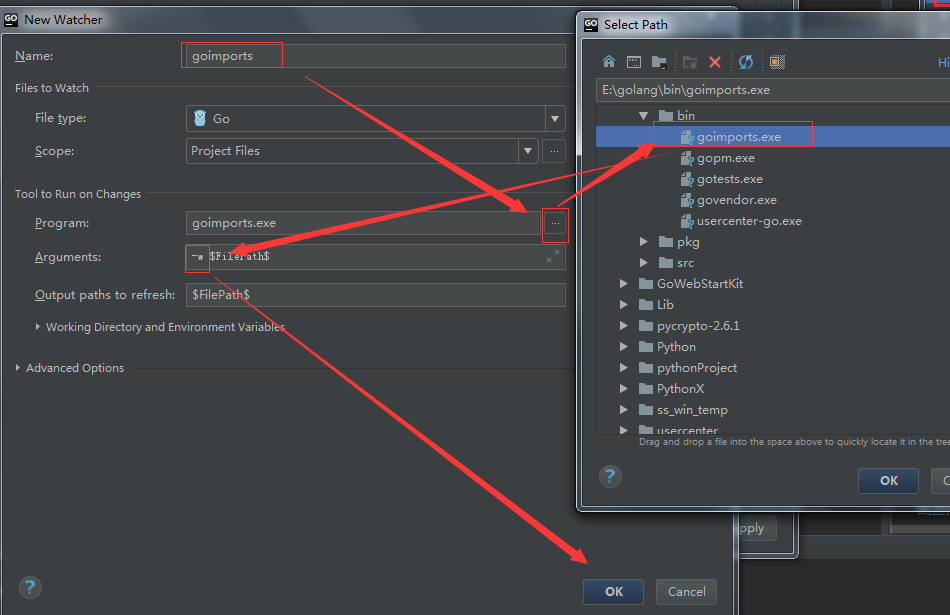 GO New Watcher
Name:
goimports
Files to Watch
File type:
Go
Scope:
Project Files
...
Tool to Run on Changes
Program:
goimports.exe
...
Arguments:
-w $FilePath$
Output paths to refresh:
$FilePath$
Working Directory and Environment Variables
Advanced Options
?
OK
Cancel
GO Select Path
Hi
E:\golang\bin\goimports.exe
bin
goimports.exe
gopm.exe
gotests.exe
govendor.exe
usercenter-go.exe
pkg
src
GoWebStartKit
Lib
pycrypto-2.6.1
Python
pythonProject
PythonX
ss_win_temp
usercenter
Drag and drop a file into the space above to quickly locate it in the tree
?
OK
C
pply